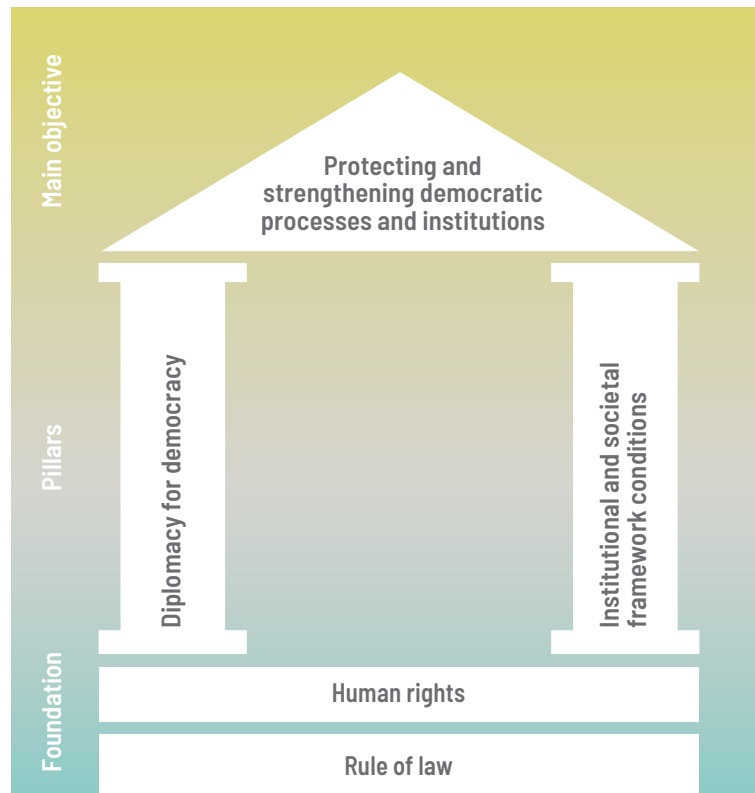 Main objective
Protecting and
strengthening democratic
processes and institutions
Pillars
Diplomacy for democracy
Institutional and societal
framework conditions
Foundation
Human rights
Rule of law